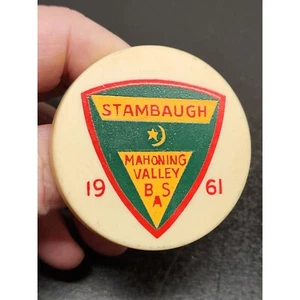 STAMBAUGH
MAHONING
VALLEY
B S
A
19 61